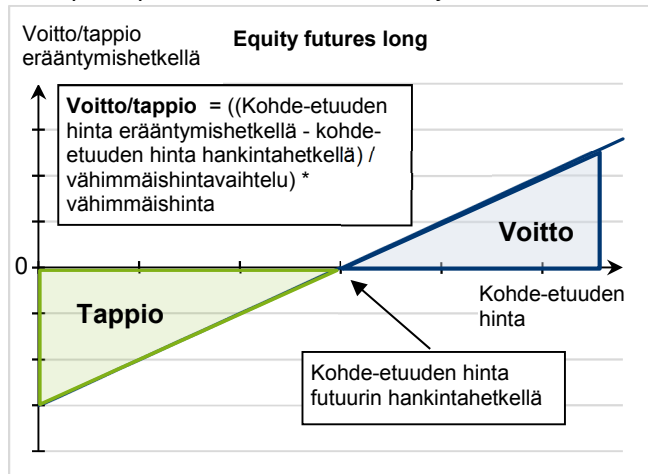 Voitto/tappio
erääntymishetkellä
Equity futures long
Voitto/tappio = ((Kohde-etuuden
hinta erääntymishetkellä - kohde-
etuuden hinta hankintahetkellä) /
vähimmäishintavaihtelu) *
vähimmäishinta
Voitto
0
Tappio
Kohde-etuuden
hinta
Kohde-etuuden hinta
futuurin hankintahetkellä